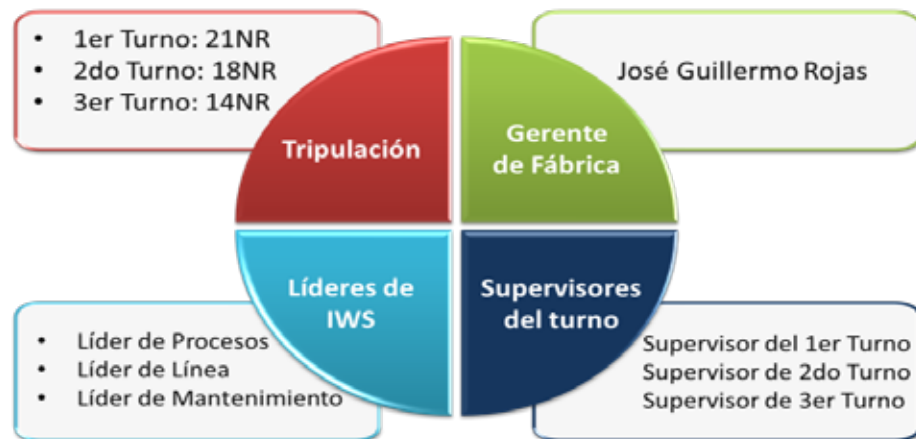 • 1er Turno: 21NR
• 2do Turno: 18NR
• 3er Turno: 14NR
Tripulación
Gerente
de Fábrica
José Guillermo Rojas
Líderes de
IWS
• Líder de Procesos
• Líder de Línea
• Líder de Mantenimiento
Supervisores
del turno
Supervisor del 1er Turno
Supervisor de 2do Turno
Supervisor de 3er Turno